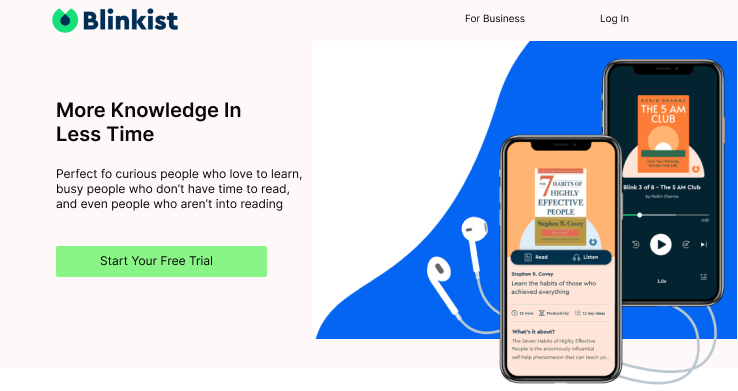 Blinkist
For Business
Log In
More Knowledge In
Less Time
Perfect fo curious people who love to learn,
busy people who don't have time to read,
and even people who aren't into reading
Start Your Free Trial
ROBIN SHARMA
THE 5 AM
CLUB
Own Your Morning.
Elevate Your Life.
Blink 3 of 8 - The 5 AM Club
by Robin Sharma
1.0x
THE 7 HABITS OF
HIGHLY
EFFECTIVE
PEOPLE
Stephen R. Covey
Read
Listen
Stephen R. Covey
Learn the habits of those who
achieved everything
15 mins
Productivity
11 key ideas
What's it about?
The Seven Habits of Highly Effective
People is the enormously influential
self-help phenomenon that can teach yo...